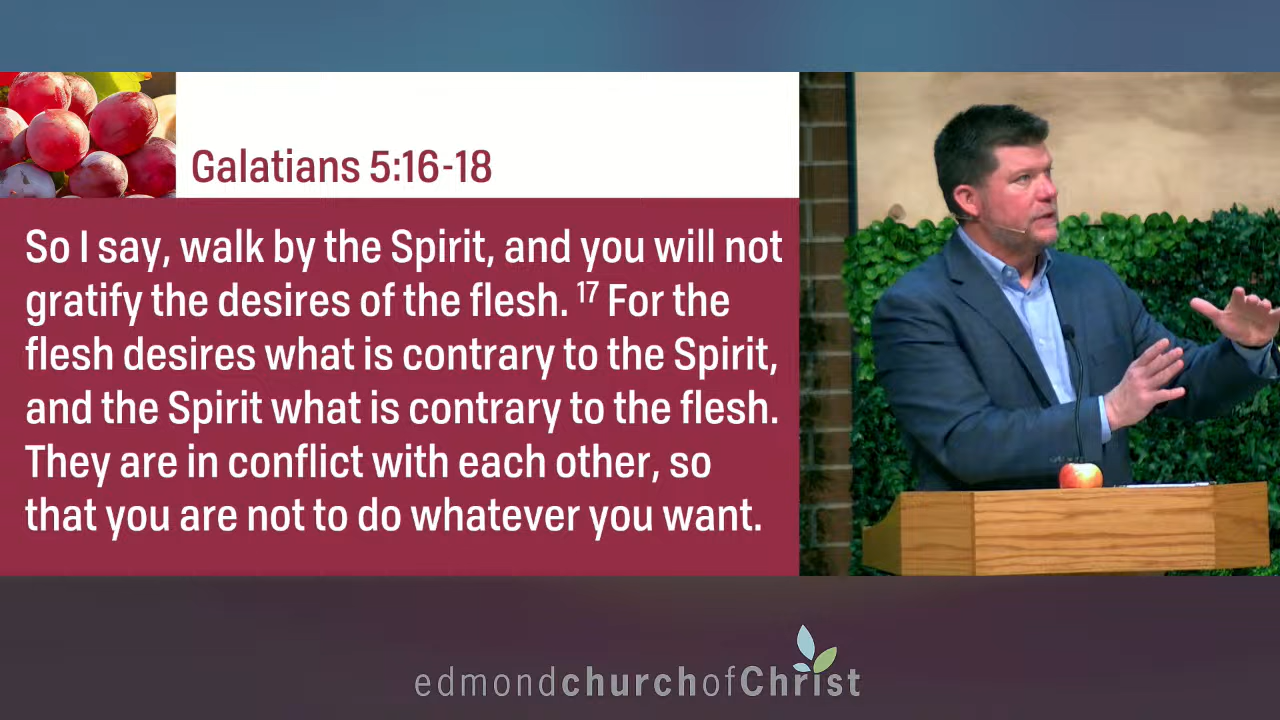 Galatians 5:16-18
So I say, walk by the Spirit, and you will not
gratify the desires of the flesh. 17 For the
flesh desires what is contrary to the Spirit,
and the Spirit what is contrary to the flesh.
They are in conflict with each other, so
that you are not to do whatever you want.
edmondchurchofChrist